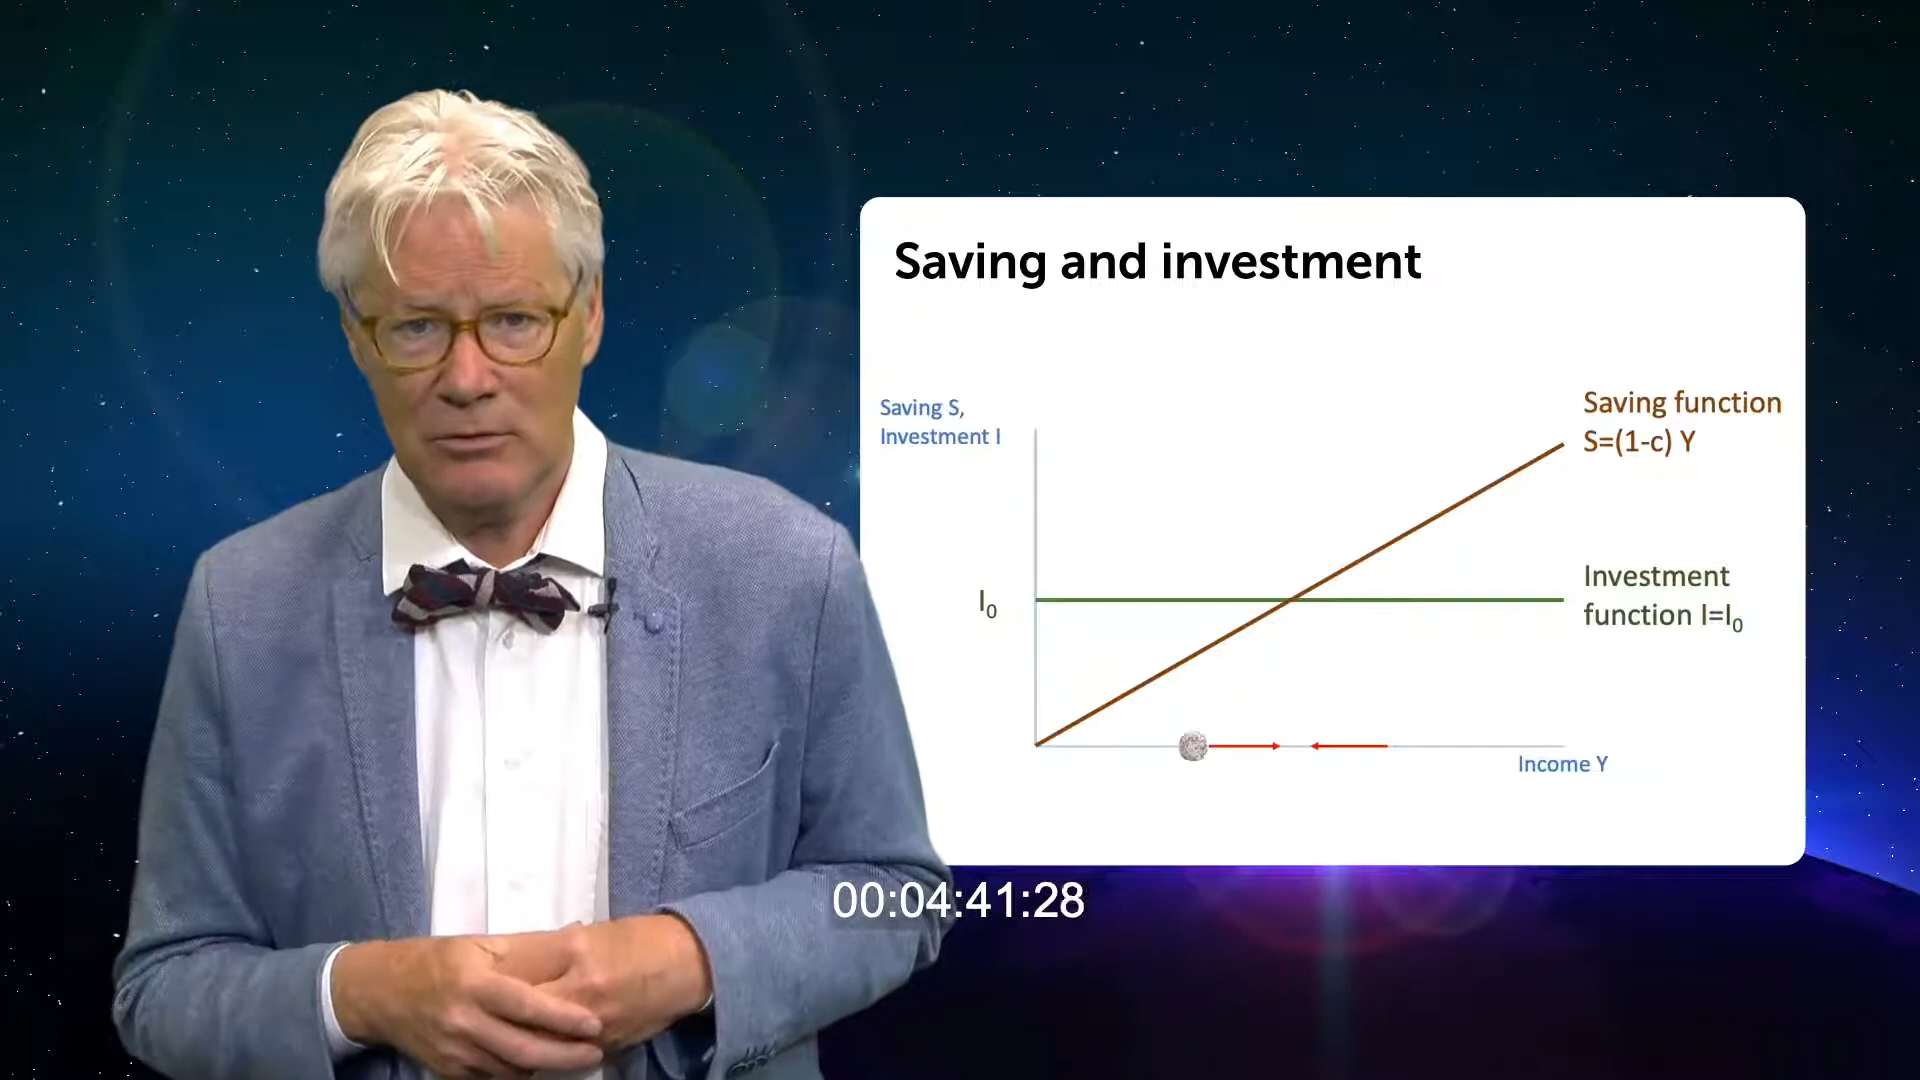 Saving and investment
Saving S,
Investment I
Saving function
S=(1-c) Y
I₀
Investment
function I=I₀
Income Y
00:04:41:28